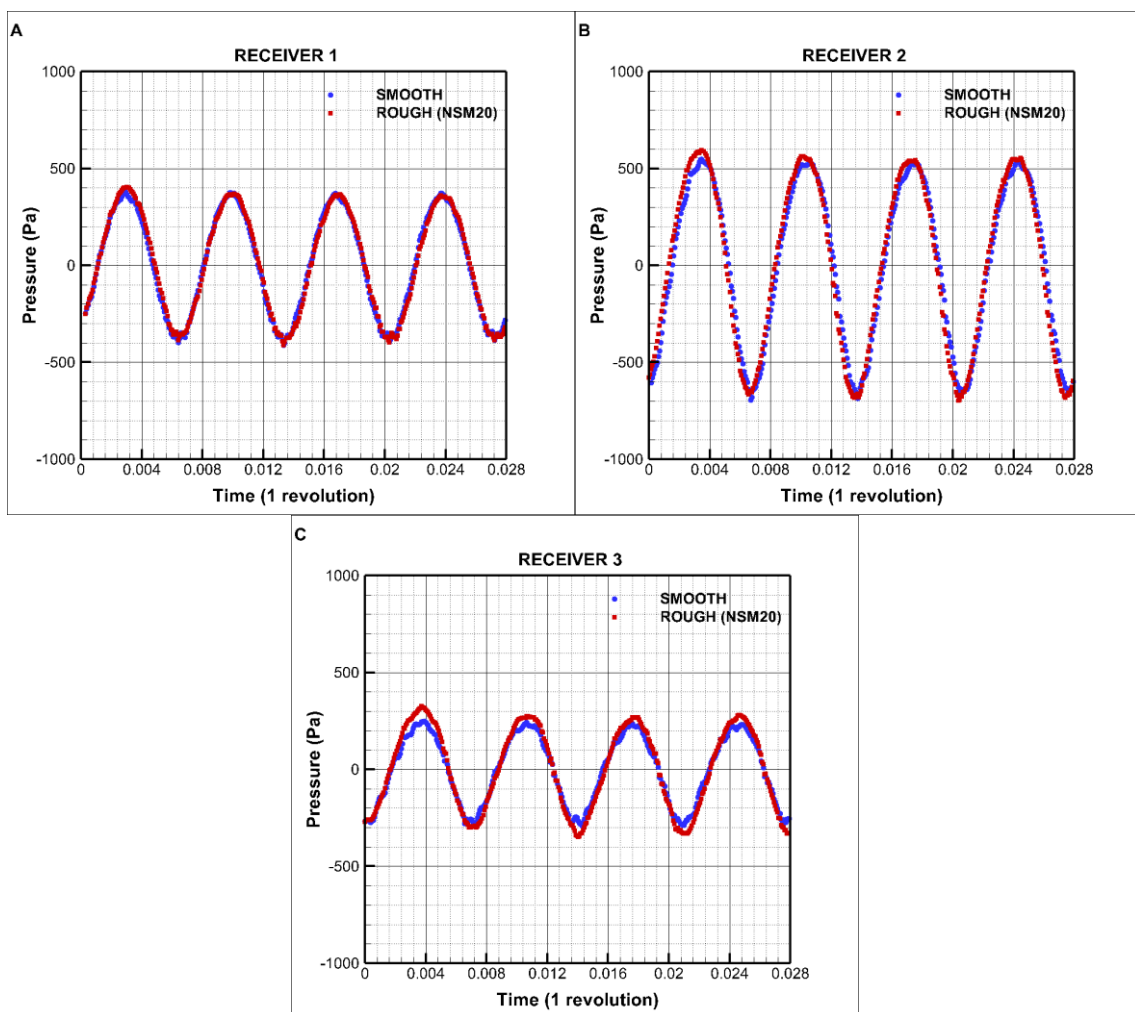 A
RECEIVER 1
1000
500
0
-500
-1000
Pressure (Pa)
SMOOTH
ROUGH (NSM20)
0 0.004 0.008 0.012 0.016 0.02 0.024 0.028
Time (1 revolution)
B
RECEIVER 2
1000
500
0
-500
-1000
Pressure (Pa)
SMOOTH
ROUGH (NSM20)
0 0.004 0.008 0.012 0.016 0.02 0.024 0.028
Time (1 revolution)
C
RECEIVER 3
1000
500
0
-500
-1000
Pressure (Pa)
SMOOTH
ROUGH (NSM20)
0 0.004 0.008 0.012 0.016 0.02 0.024 0.028
Time (1 revolution)